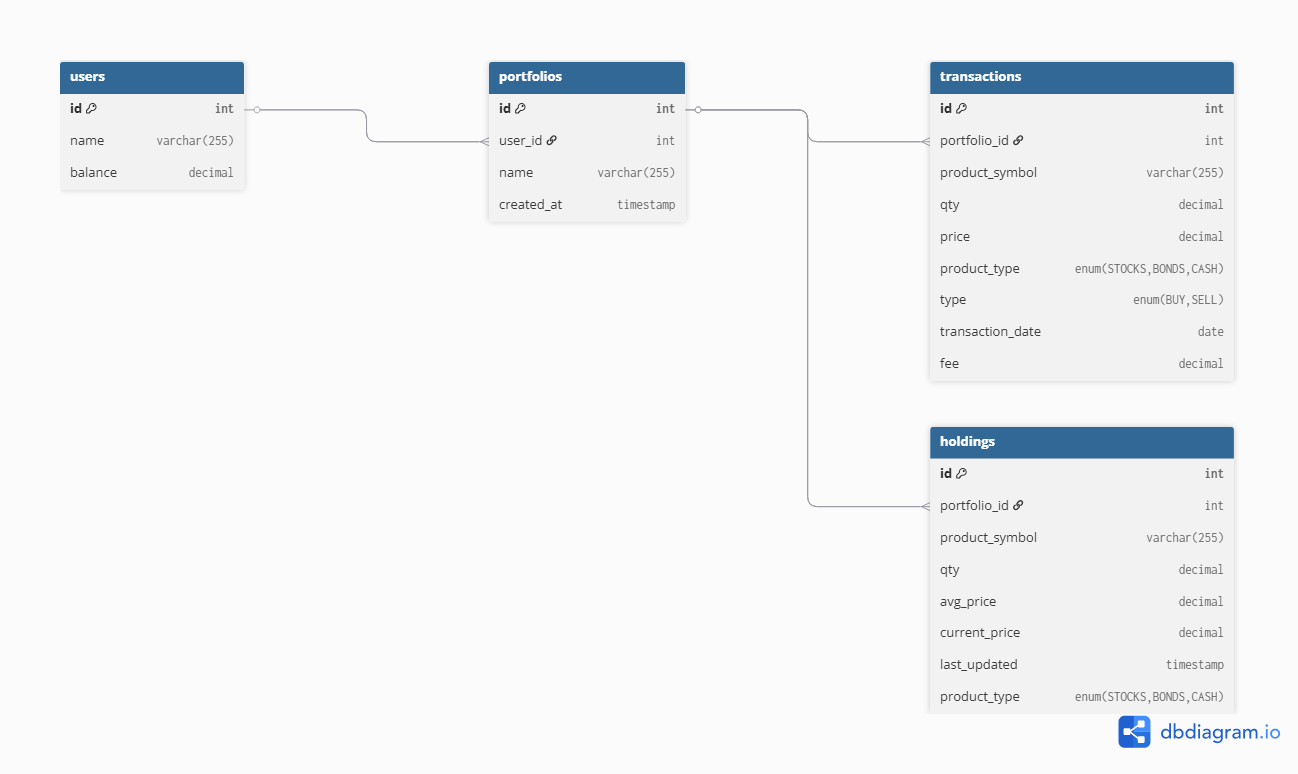 users
id int
name varchar(255)
balance decimal
portfolios
id int
user_id int
name varchar(255)
created_at timestamp
transactions
id int
portfolio_id int
product_symbol varchar(255)
qty decimal
price decimal
product_type enum(STOCKS,BONDS,CASH)
type enum(BUY,SELL)
transaction_date date
fee decimal
holdings
id int
portfolio_id int
product_symbol varchar(255)
qty decimal
avg_price decimal
current_price decimal
last_updated timestamp
product_type enum(STOCKS,BONDS,CASH)
dbdiagram.io